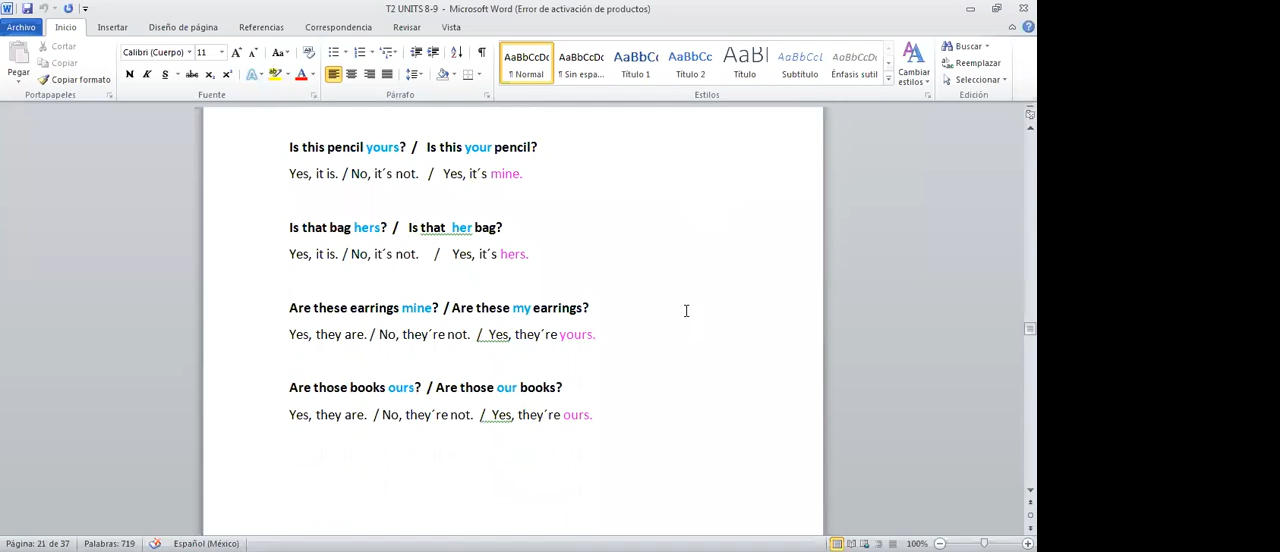 T2 UNITS 8-9 - Microsoft Word (Error de activación de productos)
Archivo Inicio Insertar Diseño de página Referencias Correspondencia Revisar Vista
Pegar
Cortar
Copiar
Copiar formato
Portapapeles
Calibri (Cuerpo) 11
N K S abc x₂ x²
Fuente
Párrafo
AaBbCcDc AaBbCcDc AaBbC( AaBbCc AaB AaBbCcL AaBbCcDc
¶ Normal ¶ Sin espa... Título 1 Título 2 Título Subtítulo Énfasis sutil
Estilos
Cambiar estilos
Buscar
Reemplazar
Seleccionar
Edición
Is this pencil yours? / Is this your pencil?
Yes, it is. / No, it´s not. / Yes, it´s mine.
Is that bag hers? / Is that her bag?
Yes, it is. / No, it´s not. / Yes, it´s hers.
Are these earrings mine? / Are these my earrings?
Yes, they are. / No, they´re not. / Yes, they´re yours.
Are those books ours? / Are those our books?
Yes, they are. / No, they´re not. / Yes, they´re ours.
Página: 21 de 37 Palabras: 719 Español (México) 100%